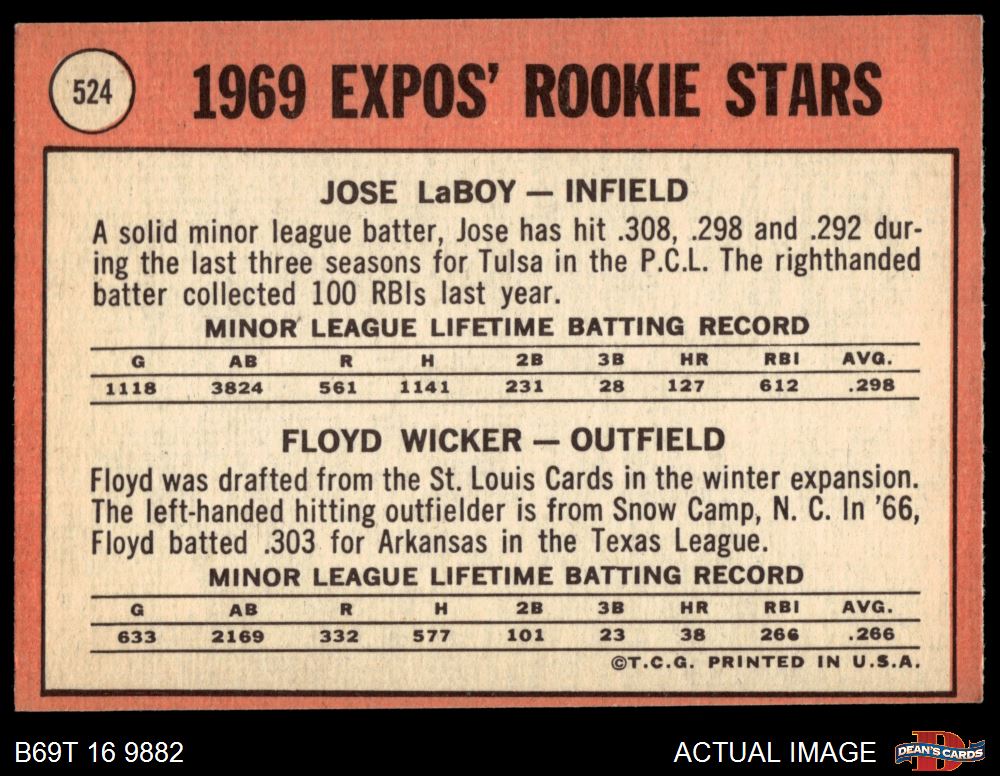 524
1969 EXPOS' ROOKIE STARS
JOSE LaBOY — INFIELD
A solid minor league batter, Jose has hit .308, .298 and .292 dur-
ing the last three seasons for Tulsa in the P.C.L. The righthanded
batter collected 100 RBIs last year.
MINOR LEAGUE LIFETIME BATTING RECORD
G AB R H 2B 3B HR RBI AVG.
1118 3824 561 1141 231 28 127 612 .298
FLOYD WICKER — OUTFIELD
Floyd was drafted from the St. Louis Cards in the winter expansion.
The left-handed hitting outfielder is from Snow Camp, N. C. In '66,
Floyd batted .303 for Arkansas in the Texas League.
MINOR LEAGUE LIFETIME BATTING RECORD
G AB R H 2B 3B HR RBI AVG.
633 2169 332 577 101 23 38 266 .266
©T.C.G. PRINTED IN U.S.A.
B69T 16 9882
ACTUAL IMAGE
D
DEAN'S CARDS